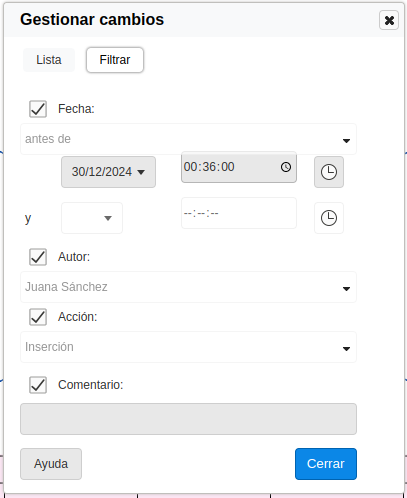 Gestionar cambios
Lista Filtrar
Fecha:
antes de
30/12/2024 00:36:00
y --:--:--
Autor:
Juana Sánchez
Acción:
Inserción
Comentario:
Ayuda Cerrar